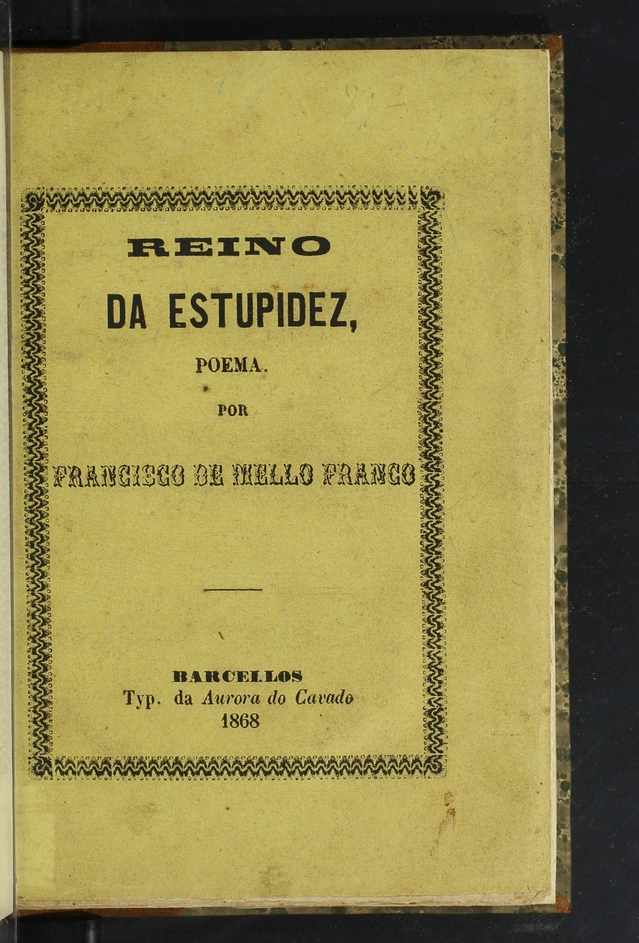 REINO
DA ESTUPIDEZ,
POEMA.
POR
FRANCISCO DE MELLO FRANCO
BARCELLOS
Typ. da Aurora do Cavado
1868